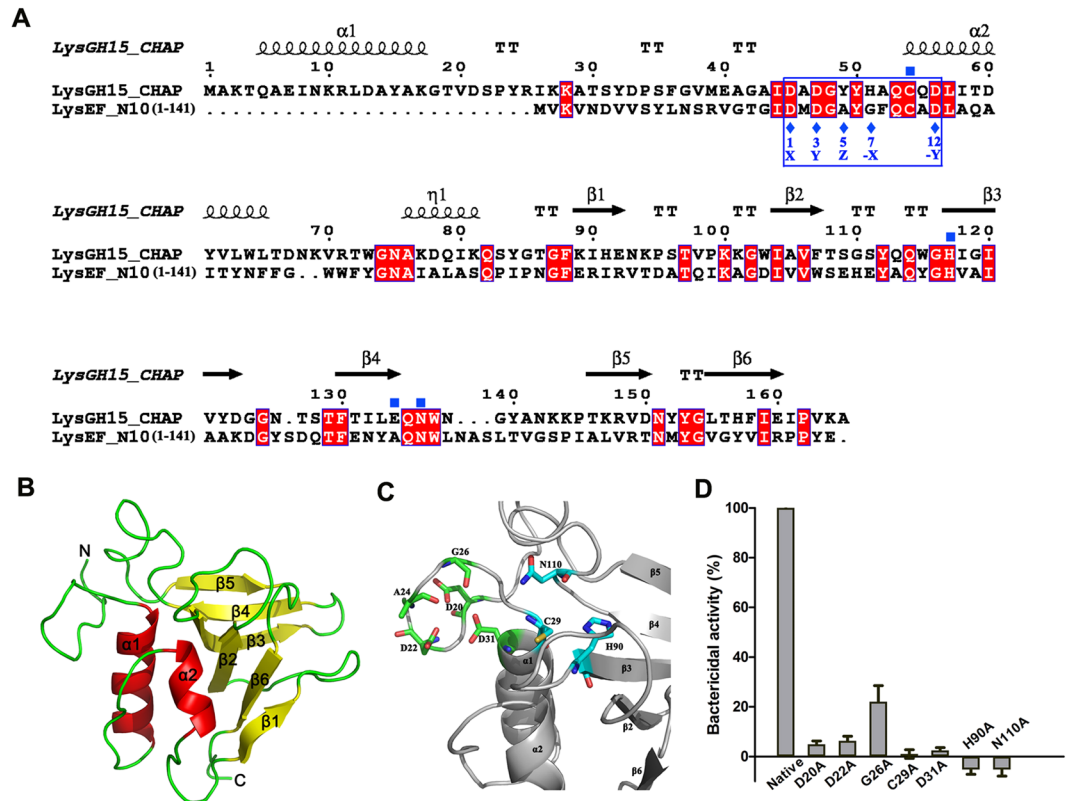 A
LysGH15_CHAP α1 TT TT TT α2
1 10 20 30 40 50 60
LysGH15_CHAP MAKTQAEINKRLDAYAKGTVDSPYRIKKATSYDPSFGVMEAGAIDADGYYHAQCQDLITD
LysEF_N10(1-141) .........................MVKVNDVVSYLNSRVGTGIDMDGAYGFQCADLAQA
1 3 5 7 12
X Y Z -X -Y
LysGH15_CHAP η1 TT β1 TT TT β2 TT TT β3
70 80 90 100 110 120
LysGH15_CHAP YVLWLTDNKVRTWGNAKDQIKQSYGTGFKIHENKPSTVPKKGWIAVFTSGSYQQWGHIGI
LysEF_N10(1-141) ITYNFFG..WWFYGNAIALASQPIPNGFERIRVTDATQIKAGDIVVWSEHEYAQYGHVAI
LysGH15_CHAP β4 β5 TT β6
130 140 150 160
LysGH15_CHAP VYDGGN.TSTFTILEQNWN...GYANKKPTKRVDNYYGLTHFIEIPVKA
LysEF_N10(1-141) AAKDGYSDQTFENYAQNWLNASLTVGSPIALVRTNMYGVGYVIRPPYE.
B
N
β5
β4
β3
α1
β2
α2
β6
β1
C
C
G26
N110
β5
A24
D20
C29
β4
D22
D31
α1
H90
β3
β2
α2
β6
D
Bactericidal activity (%)
100
80
60
40
20
0
H90A N110A
Native D20A D22A G26A C29A D31A